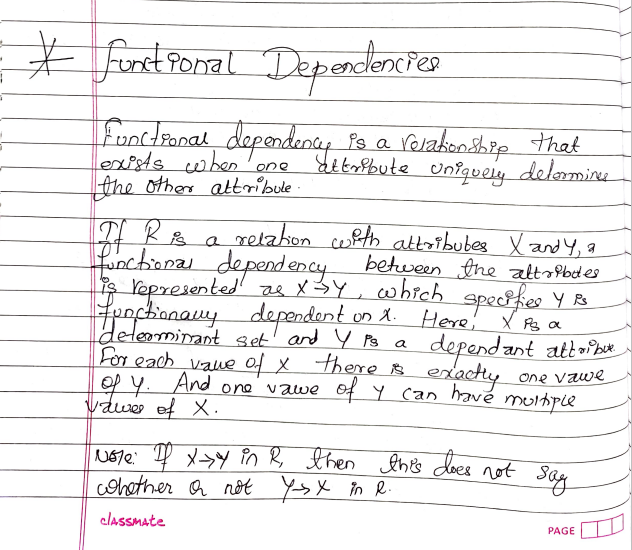 * Functional Dependencies
Functional dependency is a relationship that
exists when one attribute uniquely determines
the other attribute.
If R is a relation with attributes X and Y, a
functional dependency between the attributes
is represented as X→Y, which specifies Y is
functionally dependent on X. Here, X is a
determinant set and Y is a dependant attribute.
For each value of X there is exactly one value
of Y. And one value of Y can have multiple
values of X.
Note: If X→Y in R, then this does not say
whether or not Y→X in R.
classmate
PAGE